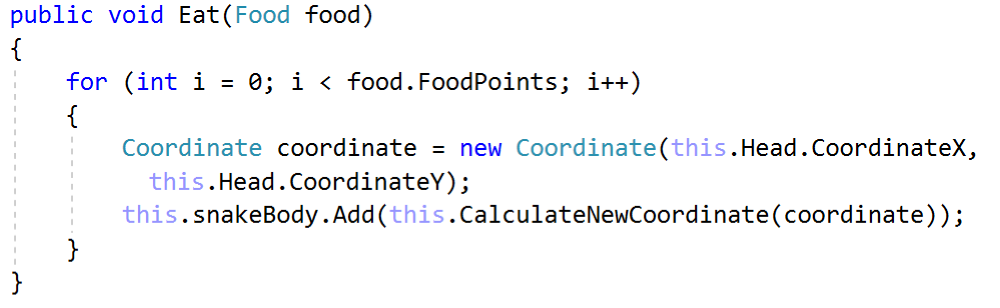 public void Eat(Food food)
{
    for (int i = 0; i < food.FoodPoints; i++)
    {
        Coordinate coordinate = new Coordinate(this.Head.CoordinateX,
          this.Head.CoordinateY);
        this.snakeBody.Add(this.CalculateNewCoordinate(coordinate));
    }
}